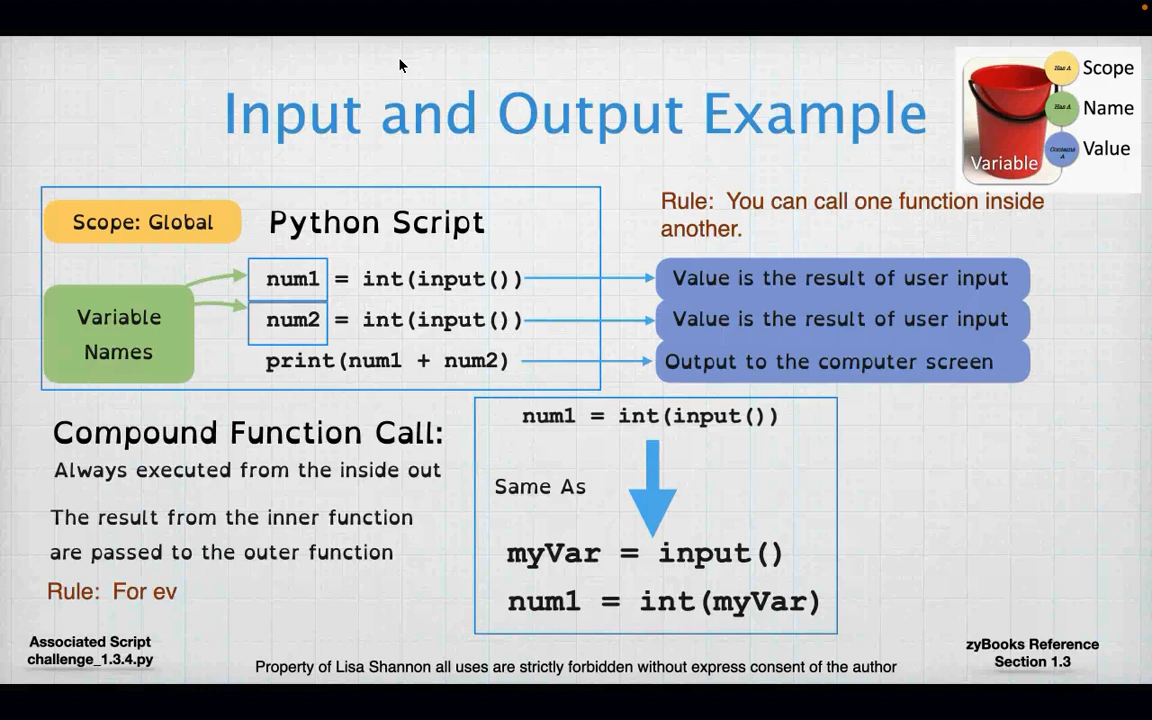 Input and Output Example
Has A
Scope
Has A
Name
Contains A
Value
Variable
Scope: Global
Python Script
Rule: You can call one function inside
another.
num1 = int(input())
Value is the result of user input
Variable
Names
num2 = int(input())
Value is the result of user input
print(num1 + num2)
Output to the computer screen
Compound Function Call:
Always executed from the inside out
The result from the inner function
are passed to the outer function
Rule: For ev
num1 = int(input())
Same As
myVar = input()
num1 = int(myVar)
Associated Script
challenge_1.3.4.py
Property of Lisa Shannon all uses are strictly forbidden without express consent of the author
zyBooks Reference
Section 1.3